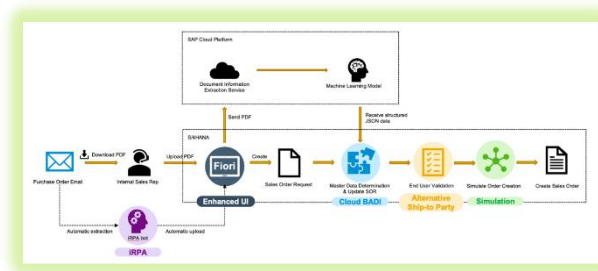 SAP Cloud Platform
Document Information
Extraction Service
Machine Learning Model
Send PDF
Receive structured
JSON data
S/4HANA
Download PDF
Upload PDF
Fiori
Create
Purchase Order Email
Internal Sales Rep
Sales Order Request
Master Data Determination
& Update SOR
End User Validation
Simulate Order Creation
Create Sales Order
Enhanced UI
Cloud BADI
Alternative
Ship-to Party
Simulation
Automatic extraction
iRPA bot
Automatic upload
iRPA